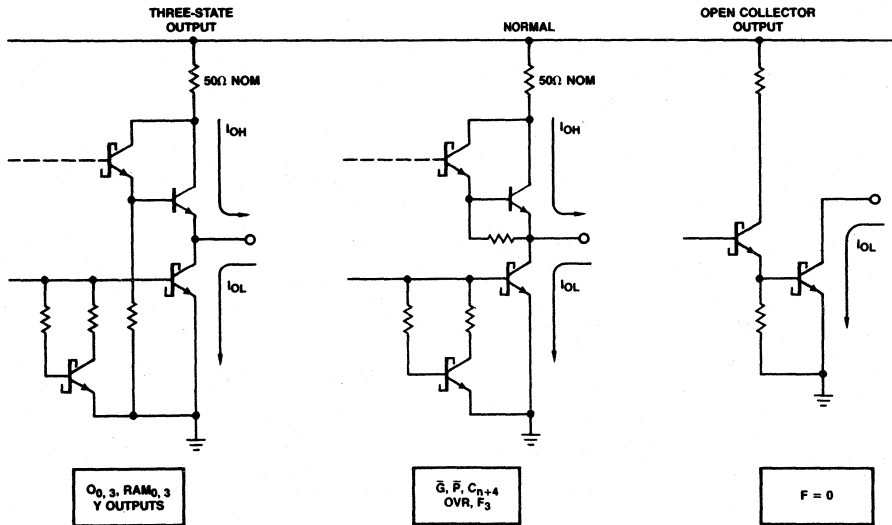 THREE-STATE
OUTPUT
NORMAL
OPEN COLLECTOR
OUTPUT
50Ω NOM
50Ω NOM
IOH
IOH
IOL
IOL
IOL
O0, 3, RAM0, 3
Y OUTPUTS
G̅, P̅, Cn+4
OVR, F3
F = 0